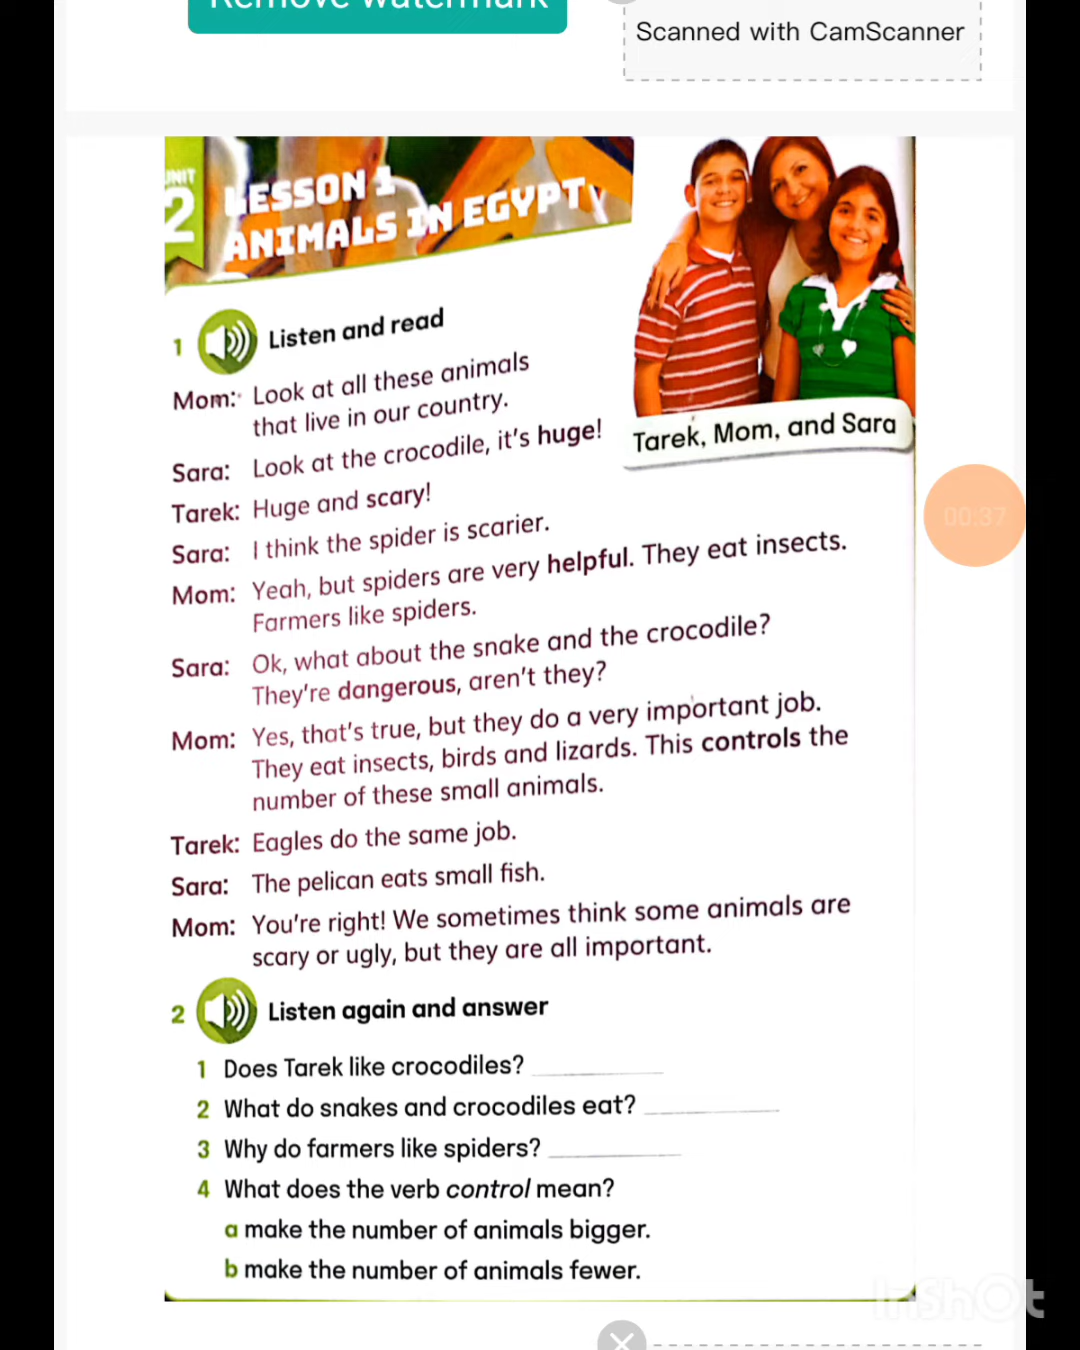 Remove watermark
Scanned with CamScanner
UNIT
2
LESSON 1
ANIMALS IN EGYPT
1 Listen and read
Mom: Look at all these animals
that live in our country.
Sara: Look at the crocodile, it's huge!
Tarek, Mom, and Sara
Tarek: Huge and scary!
Sara: I think the spider is scarier.
Mom: Yeah, but spiders are very helpful. They eat insects.
Farmers like spiders.
Sara: Ok, what about the snake and the crocodile?
They're dangerous, aren't they?
Mom: Yes, that's true, but they do a very important job.
They eat insects, birds and lizards. This controls the
number of these small animals.
Tarek: Eagles do the same job.
Sara: The pelican eats small fish.
Mom: You're right! We sometimes think some animals are
scary or ugly, but they are all important.
2 Listen again and answer
1 Does Tarek like crocodiles?
2 What do snakes and crocodiles eat?
3 Why do farmers like spiders?
4 What does the verb control mean?
a make the number of animals bigger.
b make the number of animals fewer.
00:37
InShOt